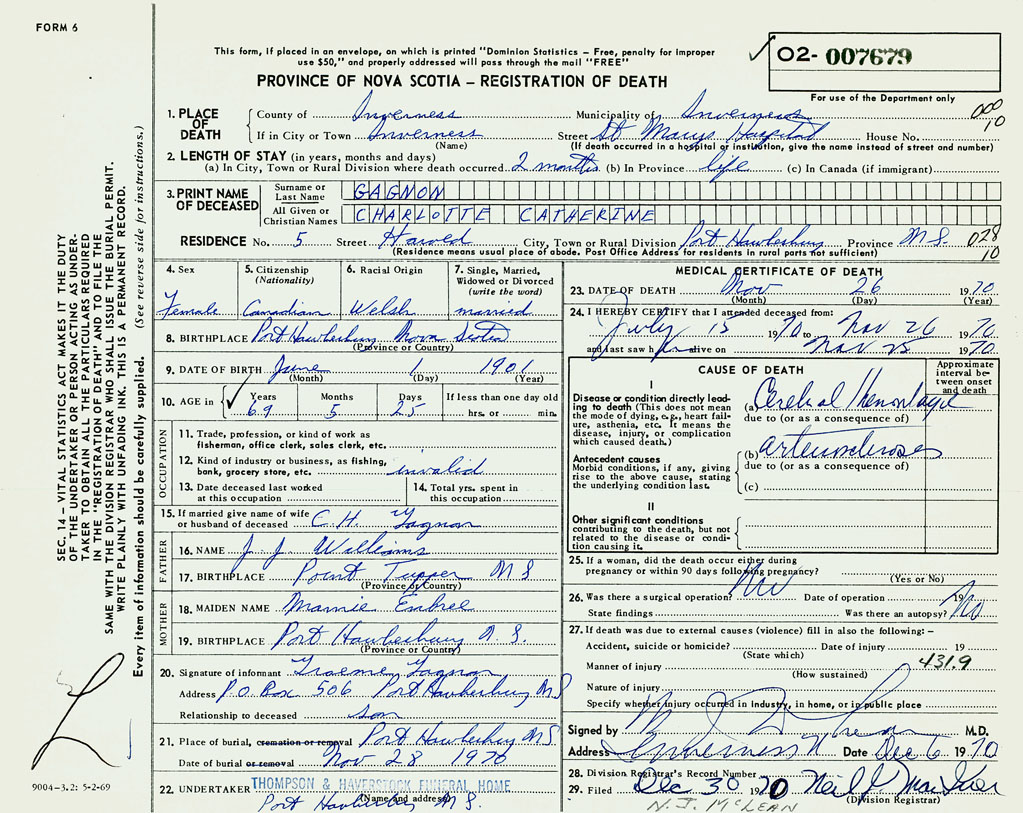 FORM 6
This form, if placed in an envelope, on which is printed "Dominion Statistics – Free, penalty for improper
use $50," and properly addressed will pass through the mail "FREE"
PROVINCE OF NOVA SCOTIA – REGISTRATION OF DEATH
02- 007679
For use of the Department only
1. PLACE OF DEATH County of Inverness Municipality of Inverness 000
If in City or Town Inverness Street St Marys Hospital House No. 10
(Name) (If death occurred in a hospital or institution, give the name instead of street and number)
2. LENGTH OF STAY (in years, months and days)
(a) In City, Town or Rural Division where death occurred 2 months (b) In Province life (c) In Canada (if immigrant)
3. PRINT NAME OF DECEASED Surname or Last Name GAGNON
All Given or Christian Names CHARLOTTE CATHERINE
RESIDENCE No. 5 Street Harold City, Town or Rural Division Port Hawkesbury Province N.S. 028
(Residence means usual place of abode. Post Office Address for residents in rural parts not sufficient) 10
4. Sex Female
5. Citizenship (Nationality) Canadian
6. Racial Origin Welsh
7. Single, Married, Widowed or Divorced (write the word) married
8. BIRTHPLACE Port Hawkesbury Nova Scotia
(Province or Country)
9. DATE OF BIRTH June 1 1901
(Month) (Day) (Year)
10. AGE in ✓ Years Months Days If less than one day old
69 5 25 hrs. or min.
OCCUPATION
11. Trade, profession, or kind of work as
fisherman, office clerk, sales clerk, etc.
12. Kind of industry or business, as fishing,
bank, grocery store, etc. invalid
13. Date deceased last worked
at this occupation
14. Total yrs. spent in
this occupation
15. If married give name of wife
or husband of deceased C. H. Gagnon
FATHER
16. NAME J. J. Williams
17. BIRTHPLACE Point Tupper N S
(Province or Country)
MOTHER
18. MAIDEN NAME Mamie Embree
19. BIRTHPLACE Port Hawkesbury N. S.
(Province or Country)
20. Signature of informant Graeme Gagnon
Address P.O. Box 506 Port Hawkesbury NS
Relationship to deceased son
21. Place of burial, cremation or removal Port Hawkesbury NS
Date of burial or removal Nov 28 1970
22. UNDERTAKER THOMPSON & HAVERSTOCK FUNERAL HOME
(Name and address) Port Hawkesbury N.S.
MEDICAL CERTIFICATE OF DEATH
23. DATE OF DEATH Nov 26 1970
(Month) (Day) (Year)
24. I HEREBY CERTIFY that I attended deceased from:
July 15 1970 to Nov 26 1970
and last saw her alive on Nov 25 1970
CAUSE OF DEATH
Approximate interval between onset and death
I
Disease or condition directly leading to death (This does not mean the mode of dying, e.g., heart failure, asthenia, etc. It means the disease, injury, or complication which caused death.)
(a) Cerebral Hemorrhage
due to (or as a consequence of)
Antecedent causes
Morbid conditions, if any, giving rise to the above cause, stating the underlying condition last.
(b) arteriosclerosis
due to (or as a consequence of)
(c)
II
Other significant conditions
contributing to the death, but not related to the disease or condition causing it.
25. If a woman, did the death occur either during
pregnancy or within 90 days following pregnancy? (Yes or No)
26. Was there a surgical operation? No Date of operation 19
State findings Was there an autopsy? No
27. If death was due to external causes (violence) fill in also the following: –
Accident, suicide or homicide? Date of injury 19
(State which)
Manner of injury 431.9
(How sustained)
Nature of injury
Specify whether injury occurred in Industry, in home, or in public place
Signed by M.D.
Address Inverness N Date Dec 6 1970
28. Division Registrar's Record Number
29. Filed Dec 30 1970 Neil J MacIver
(Division Registrar)
N.J. McLEAN
SEC. 14 – VITAL STATISTICS ACT MAKES IT THE DUTY
OF THE UNDERTAKER OR PERSON ACTING AS UNDER-
TAKER TO OBTAIN ALL THE PARTICULARS REQUIRED
IN THE "REGISTRATION OF DEATH" AND TO FILE THE
SAME WITH THE DIVISION REGISTRAR WHO SHALL ISSUE THE BURIAL PERMIT.
WRITE PLAINLY WITH UNFADING INK. THIS IS A PERMANENT RECORD.
Every item of information should be carefully supplied. (See reverse side for instructions.)
9004-3.2: 5-2-69